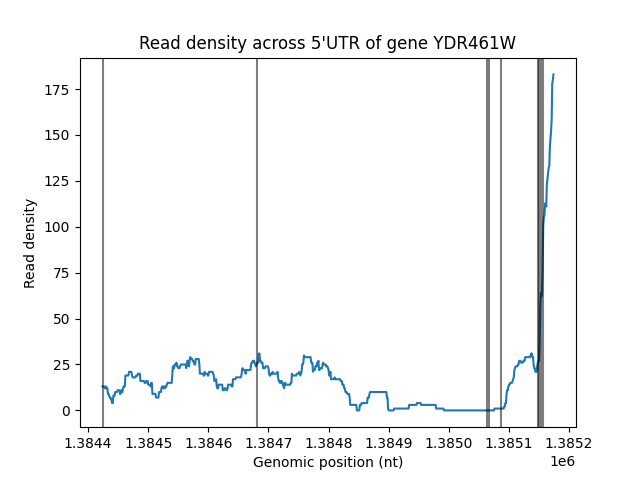 Read density across 5'UTR of gene YDR461W
175
150
125
100
75
50
25
0
Read density
1.3844 1.3845 1.3846 1.3847 1.3848 1.3849 1.3850 1.3851 1.3852
1e6
Genomic position (nt)